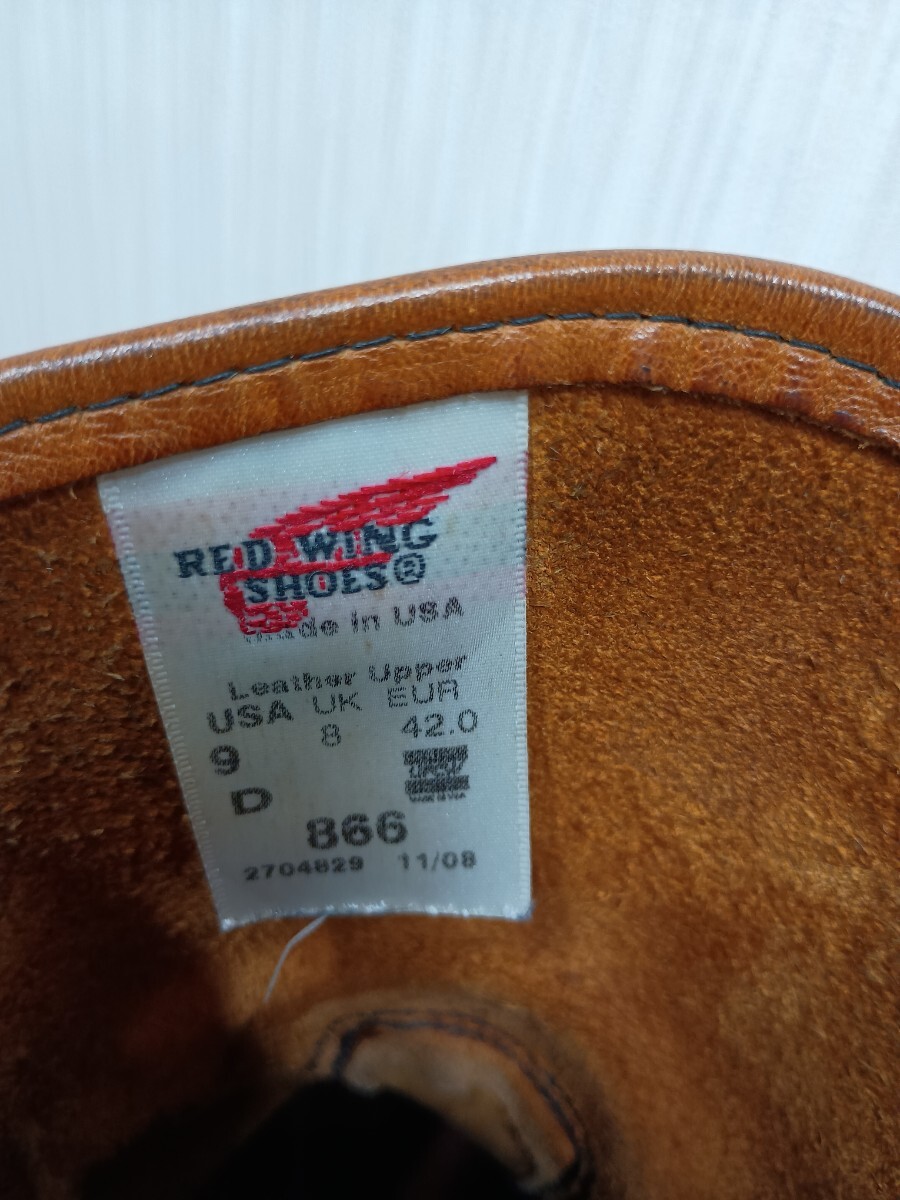 RED WING
SHOES®
Made in USA
Leather Upper
USA UK EUR
9 8 42.0
D
866
2704829 11/08